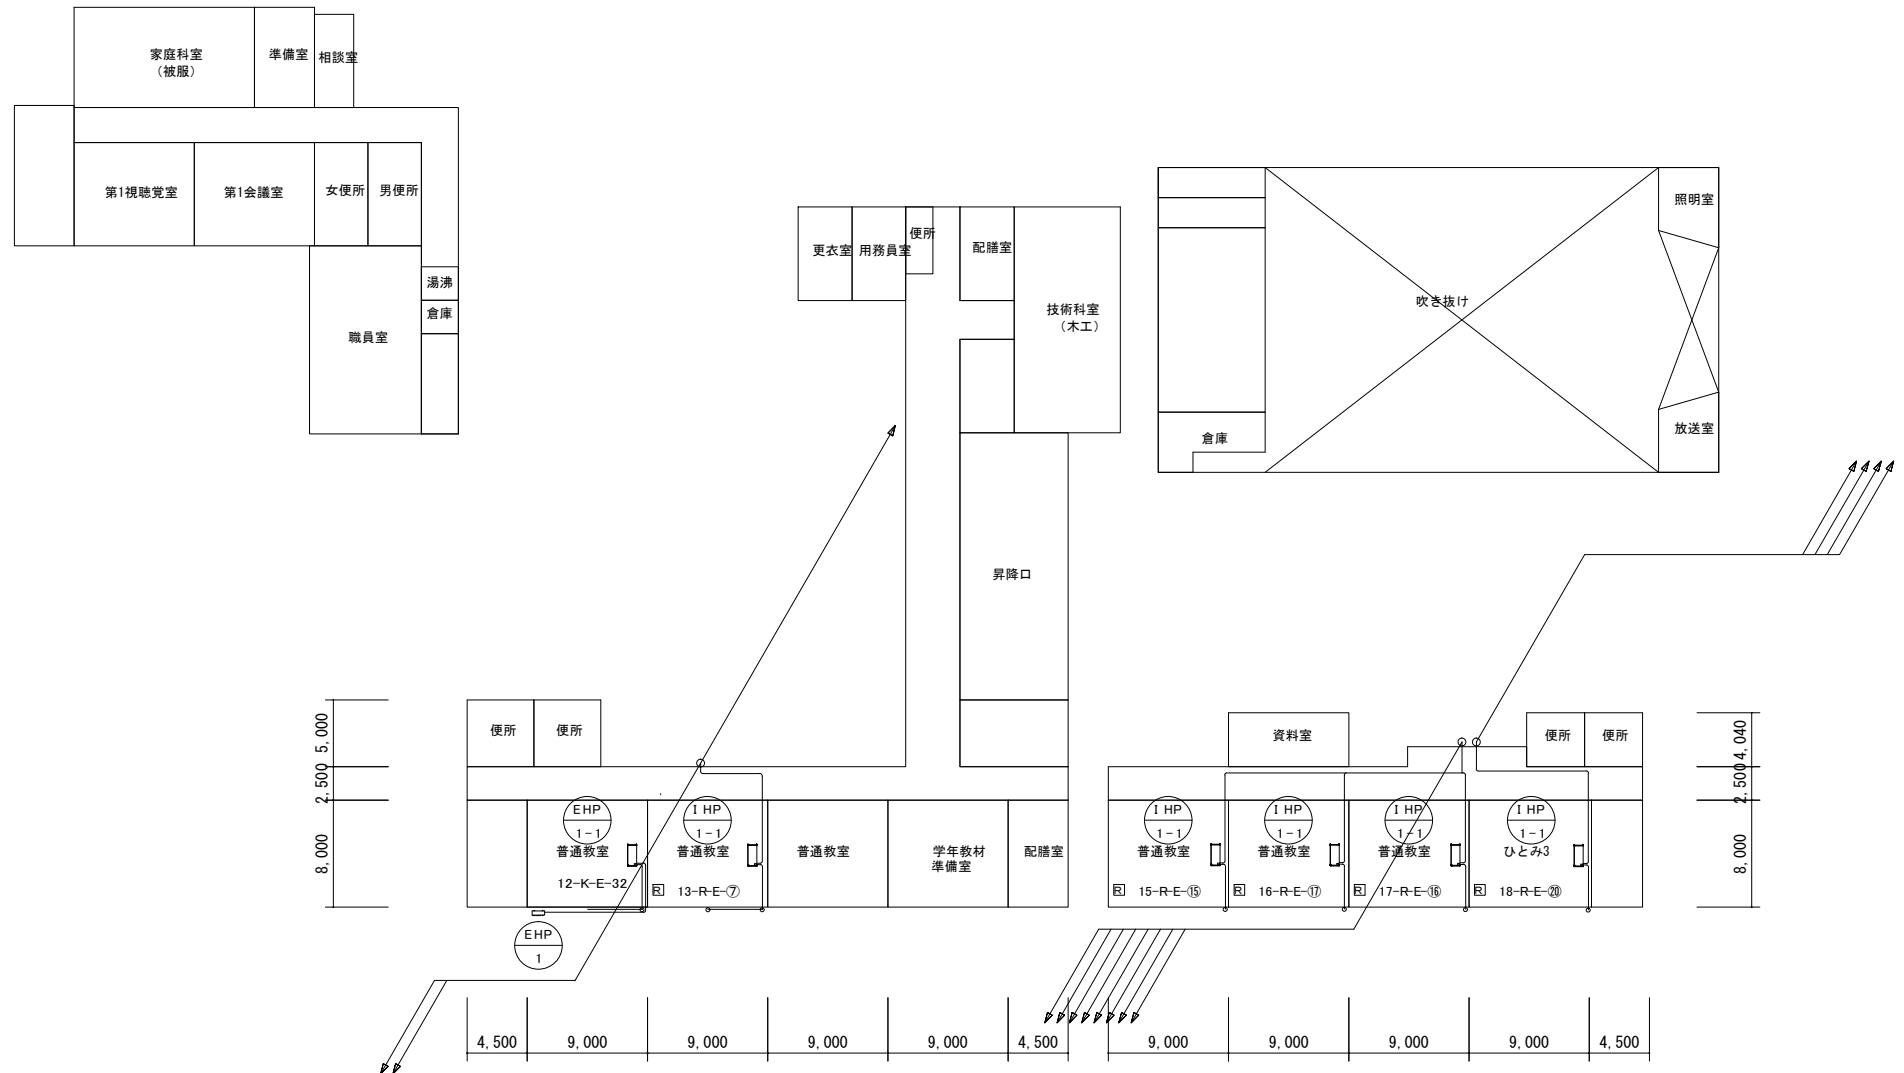 家庭科室
（被服）
準備室
相談室
第1視聴覚室
第1会議室
女便所
男便所
湯沸
倉庫
職員室
更衣室
用務員室
便所
配膳室
技術科室
（木工）
昇降口
照明室
吹き抜け
倉庫
放送室
5,000
2,500
8,000
便所
便所
EHP
1-1
普通教室
12-K-E-32
IHP
1-1
普通教室
R 13-R-E-⑦
普通教室
学年教材
準備室
配膳室
EHP
1
資料室
便所
便所
IHP
1-1
普通教室
R 15-R-E-⑮
IHP
1-1
普通教室
R 16-R-E-⑰
IHP
1-1
普通教室
R 17-R-E-⑯
IHP
1-1
ひとみ3
R 18-R-E-⑳
4,040
2,500
8,000
4,500 9,000 9,000 9,000 9,000 4,500
9,000 9,000 9,000 9,000 4,500